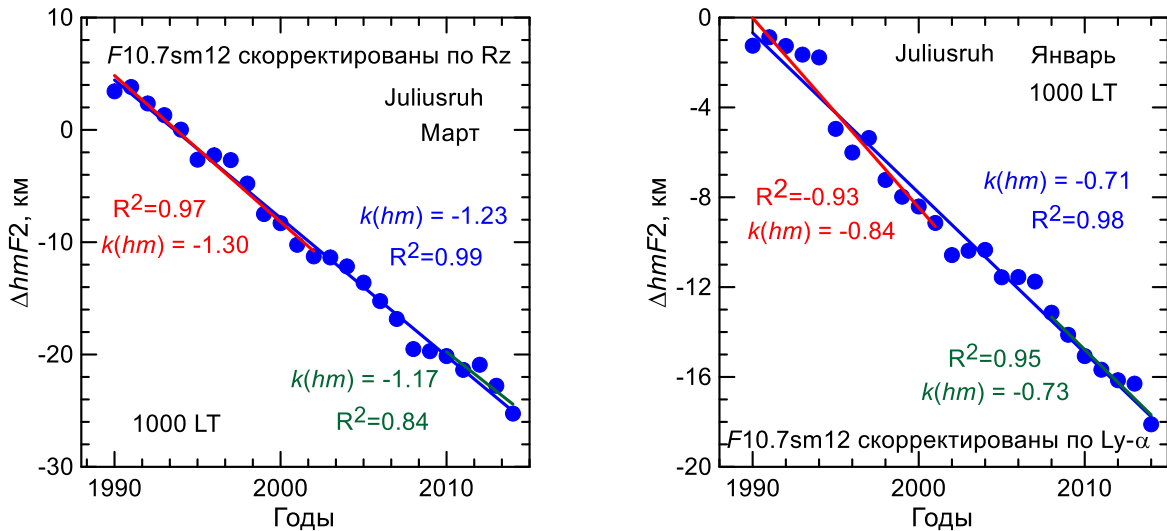 10
F10.7sm12 скорректированы по Rz
Juliusruh
Март
0
R2=0.97
k(hm) = -1.30
k(hm) = -1.23
R2=0.99
-10
ΔhmF2, км
-20
k(hm) = -1.17
R2=0.84
1000 LT
-30
1990 2000 2010
Годы
0
Juliusruh Январь
1000 LT
-4
k(hm) = -0.71
R2=0.98
R2=-0.93
k(hm) = -0.84
-8
ΔhmF2, км
-12
R2=0.95
k(hm) = -0.73
-16
F10.7sm12 скорректированы по Ly-α
-20
1990 2000 2010
Годы